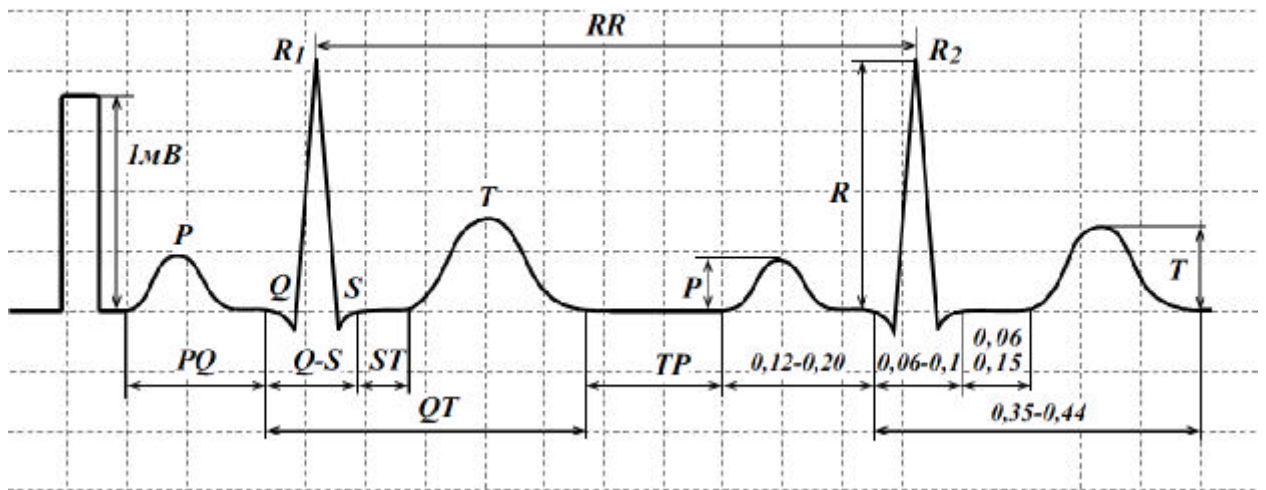 RR
R1
R2
1мВ
R
T
P
Q
S
P
T
PQ
Q-S
ST
TP
0,12-0,20
0,06-0,1
0,06
0,15
QT
0,35-0,44